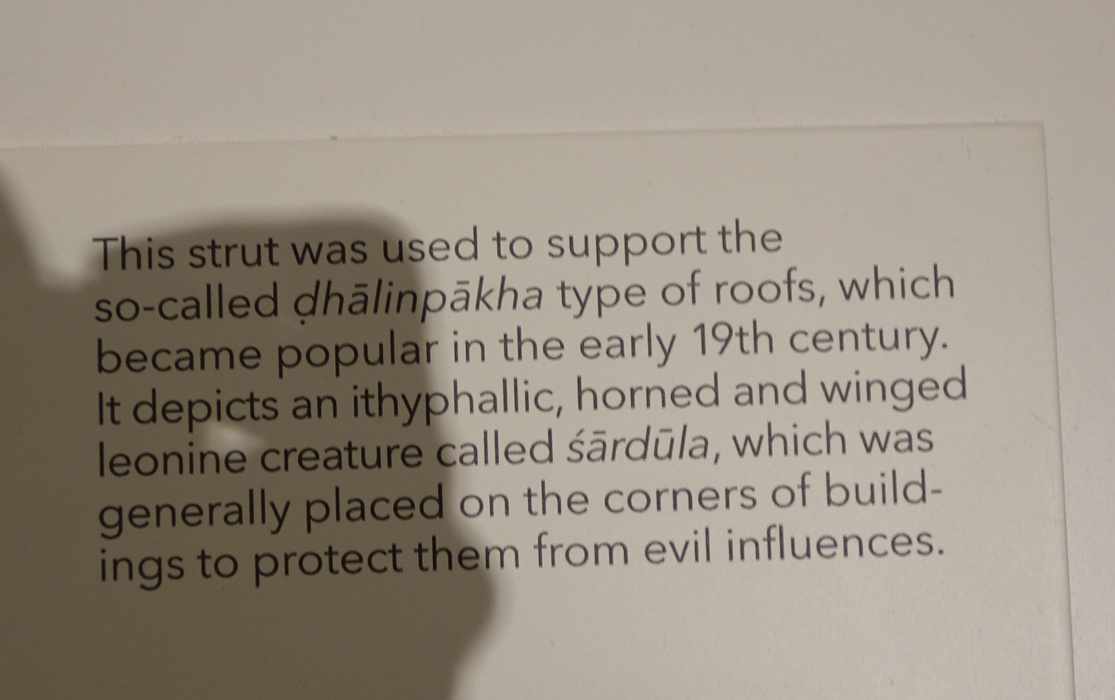 This strut was used to support the
so-called ḍhālinpākha type of roofs, which
became popular in the early 19th century.
It depicts an ithyphallic, horned and winged
leonine creature called śārdūla, which was
generally placed on the corners of build-
ings to protect them from evil influences.